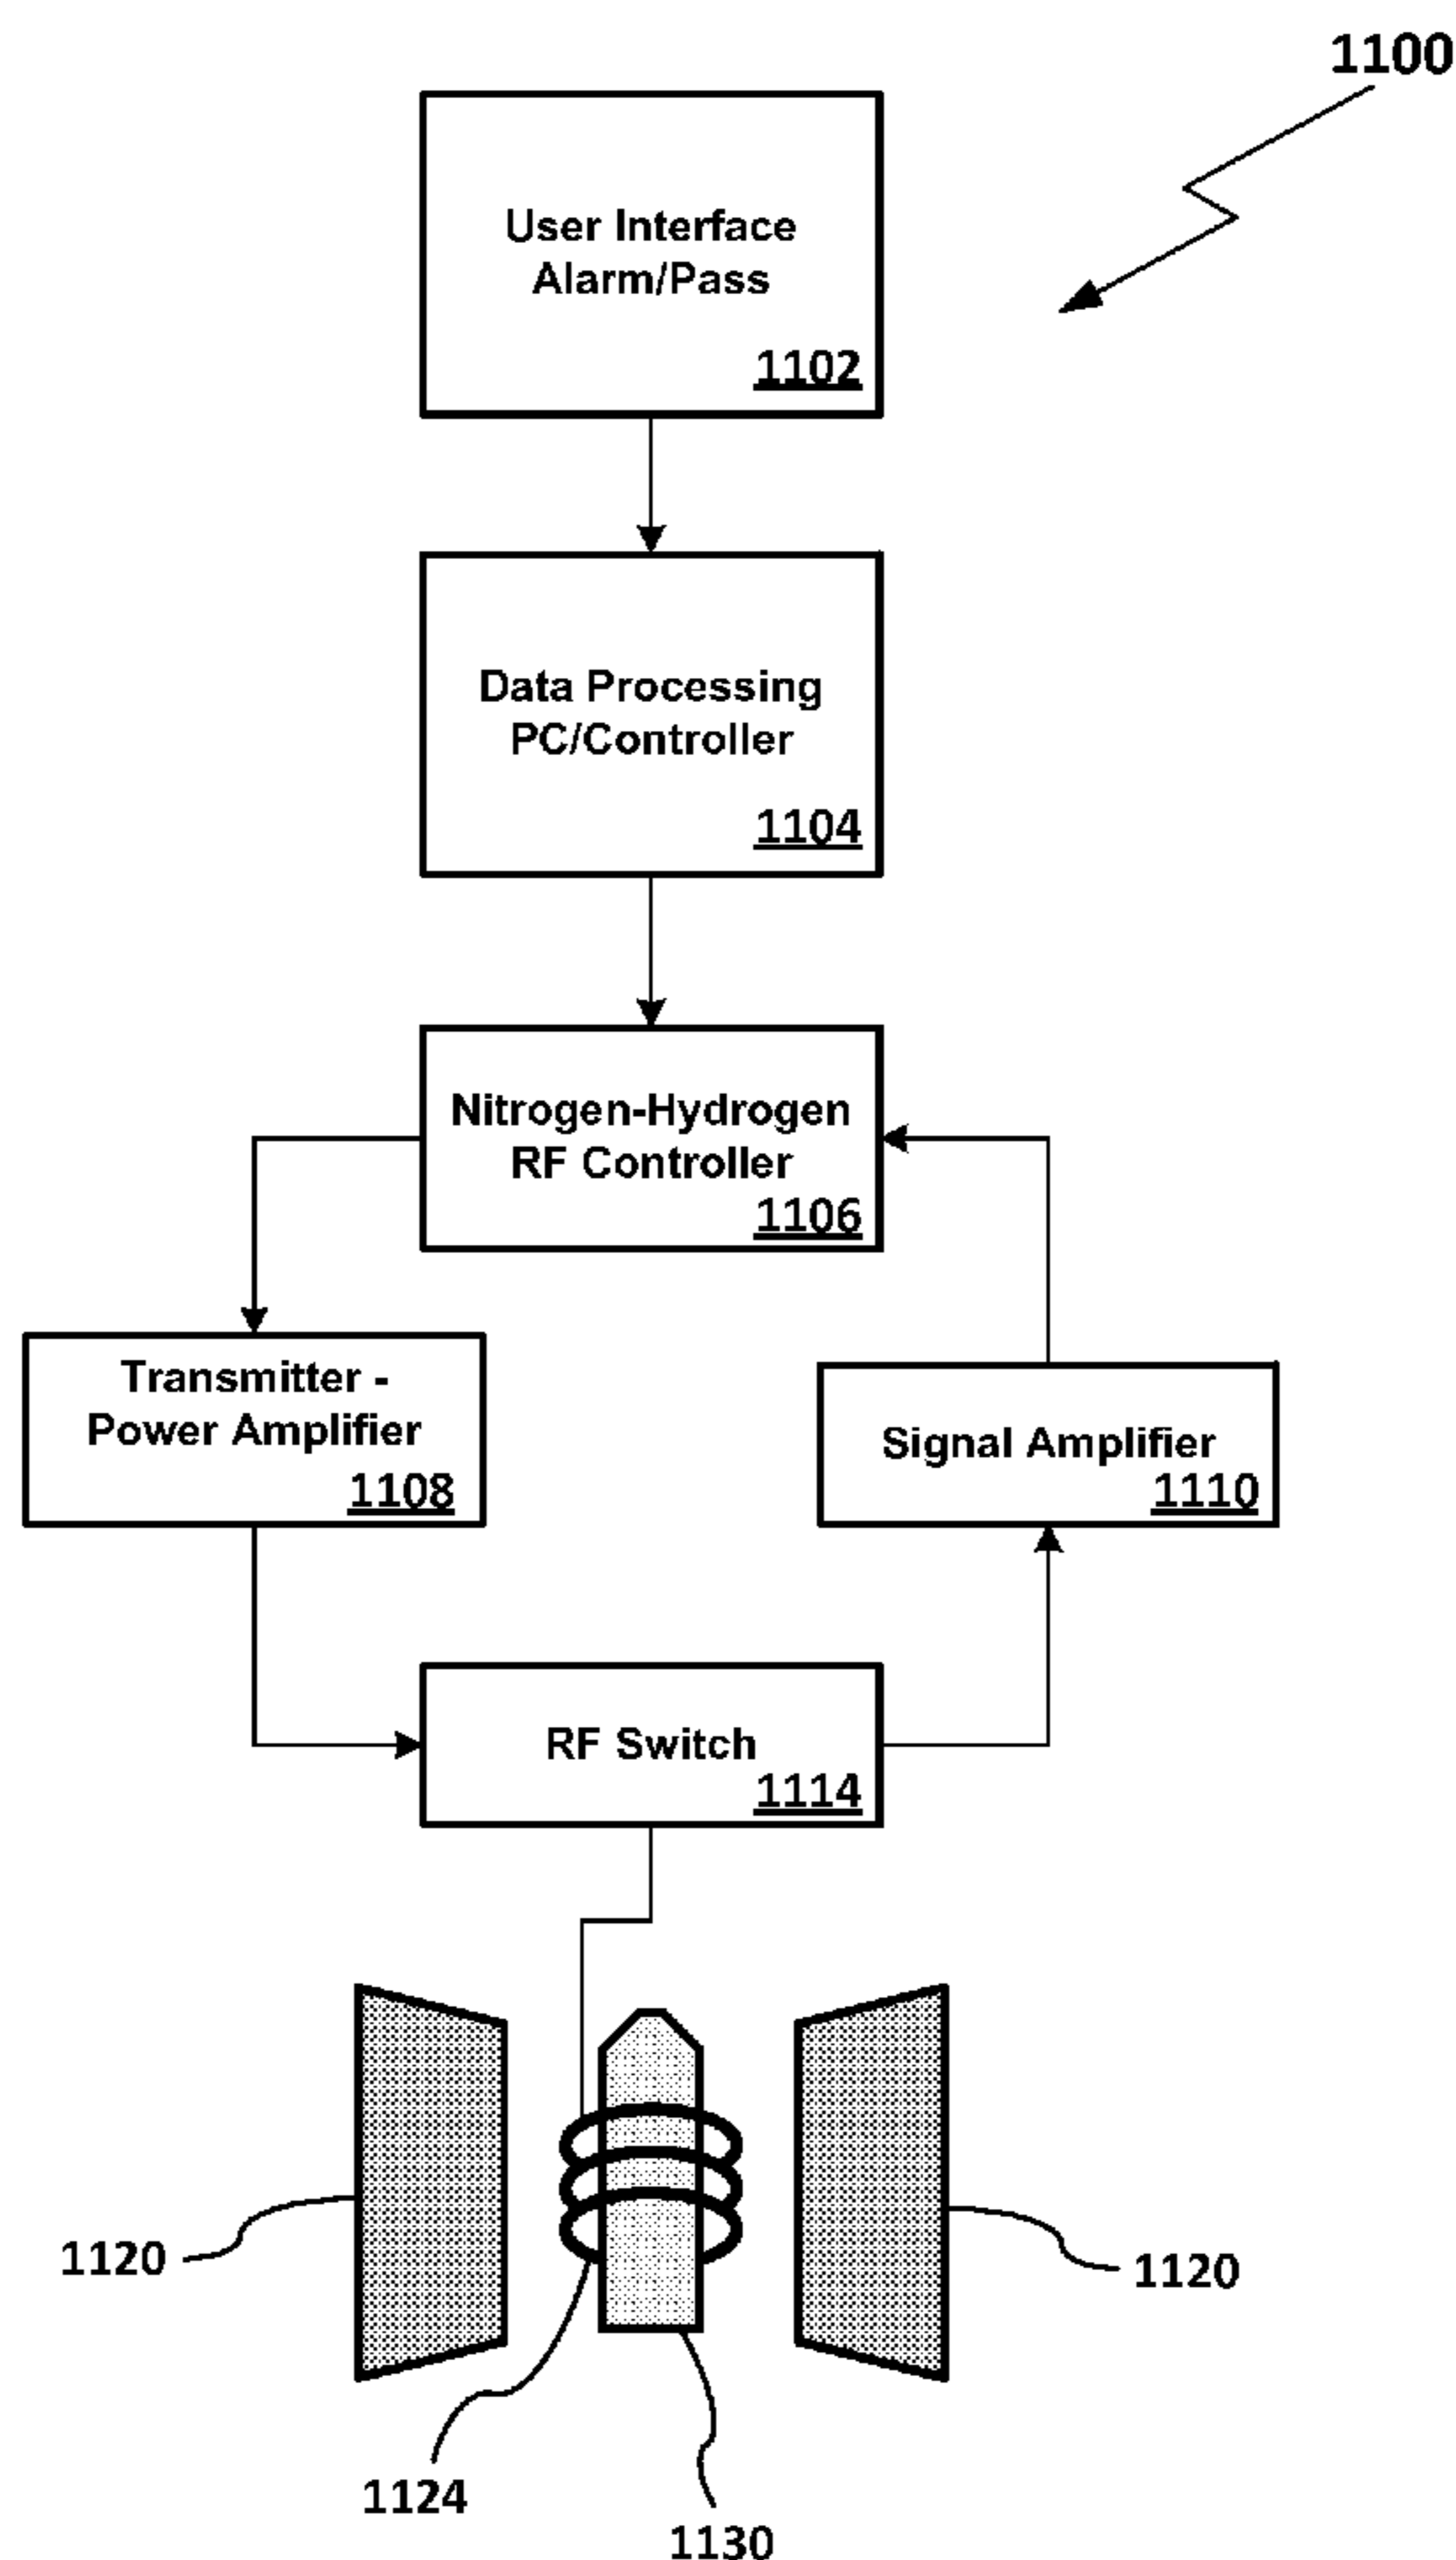 1100
User Interface
Alarm/Pass
1102
Data Processing
PC/Controller
1104
Nitrogen-Hydrogen
RF Controller
1106
Transmitter -
Power Amplifier
1108
Signal Amplifier
1110
RF Switch
1114
1120
1120
1124
1130